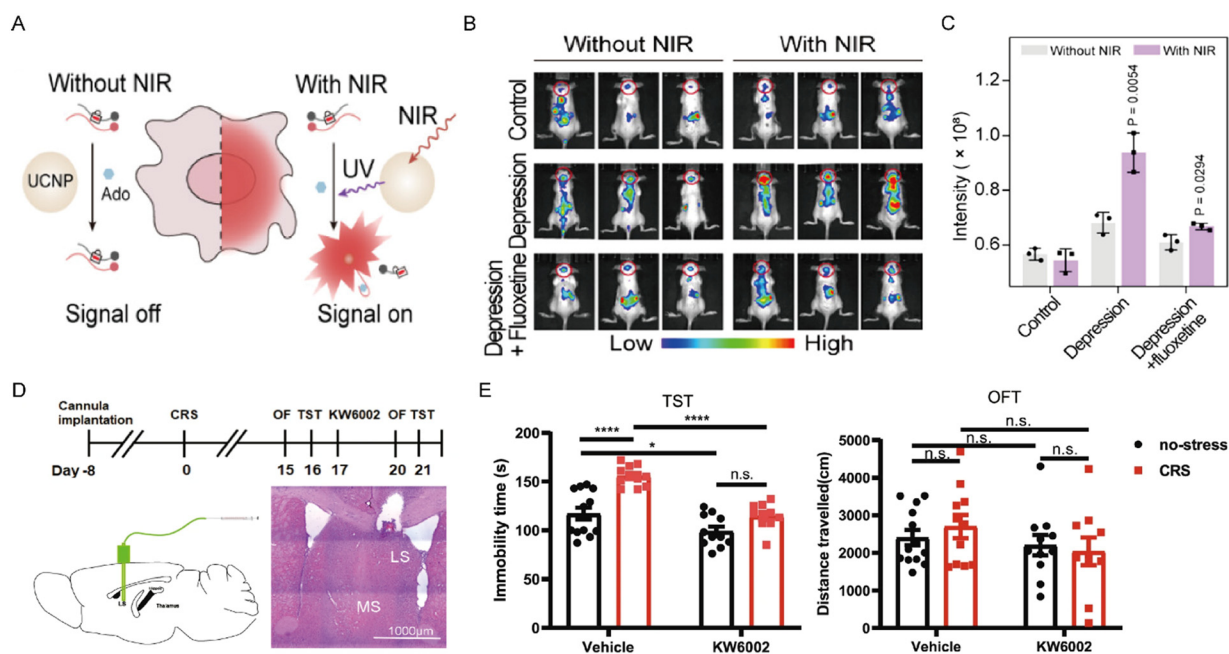 A
Without NIR
With NIR
NIR
UV
UCNP
Ado
Signal off
Signal on
B
Without NIR
With NIR
Control
Depression
Depression
+ Fluoxetine
Low
High
C
Without NIR
With NIR
Intensity ( × 10⁸)
1.2
1.0
0.8
0.6
P = 0.0054
P = 0.0294
Control
Depression
Depression
+fluoxetine
D
Cannula
implantation
CRS
OF TST KW6002 OF TST
Day -8
0
15 16 17 20 21
LS
Thalamus
LS
MS
1000μm
E
TST
Immobility time (s)
200
150
100
50
0
****
****
*
n.s.
Vehicle
KW6002
OFT
Distance travelled(cm)
5000
4000
3000
2000
1000
0
n.s.
n.s.
n.s.
n.s.
Vehicle
KW6002
no-stress
CRS